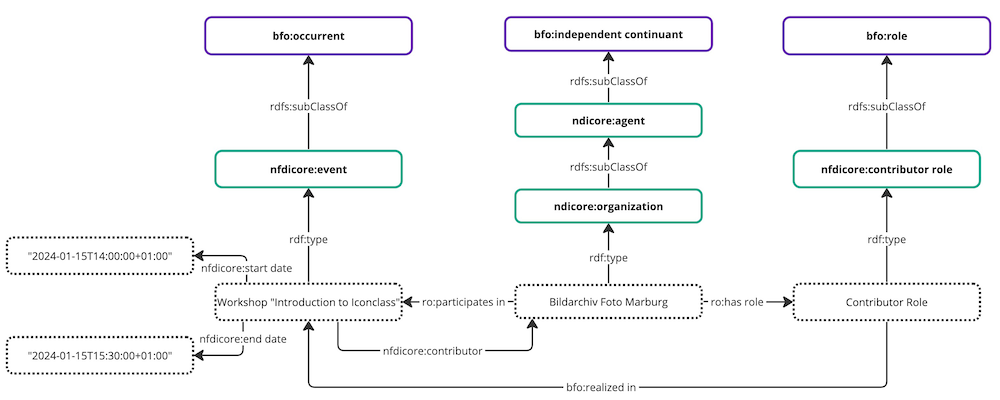 bfo:occurrent
bfo:independent continuant
bfo:role
rdfs:subClassOf
rdfs:subClassOf
rdfs:subClassOf
ndicore:agent
rdfs:subClassOf
nfdicore:event
nfdicore:contributor role
ndicore:organization
rdf:type
rdf:type
rdf:type
"2024-01-15T14:00:00+01:00"
nfdicore:start date
Workshop "Introduction to Iconclass"
ro:participates in
Bildarchiv Foto Marburg
ro:has role
Contributor Role
nfdicore:end date
"2024-01-15T15:30:00+01:00"
nfdicore:contributor
bfo:realized in